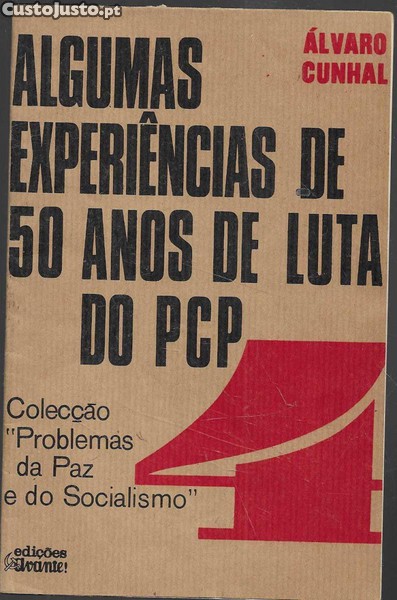 CustoJusto.pt
ÁLVARO
CUNHAL
ALGUMAS
EXPERIÊNCIAS DE
50 ANOS DE LUTA
DO PCP
Colecção
"Problemas
da Paz
e do Socialismo"
edições
avante!